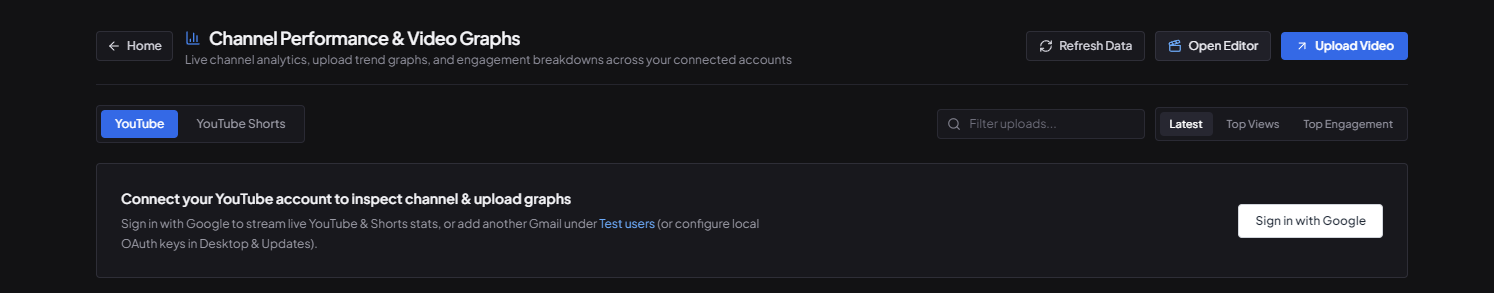 Home
Channel Performance & Video Graphs
Live channel analytics, upload trend graphs, and engagement breakdowns across your connected accounts
Refresh Data
Open Editor
Upload Video
YouTube
YouTube Shorts
Filter uploads...
Latest
Top Views
Top Engagement
Connect your YouTube account to inspect channel & upload graphs
Sign in with Google to stream live YouTube & Shorts stats, or add another Gmail under Test users (or configure local
OAuth keys in Desktop & Updates).
Sign in with Google